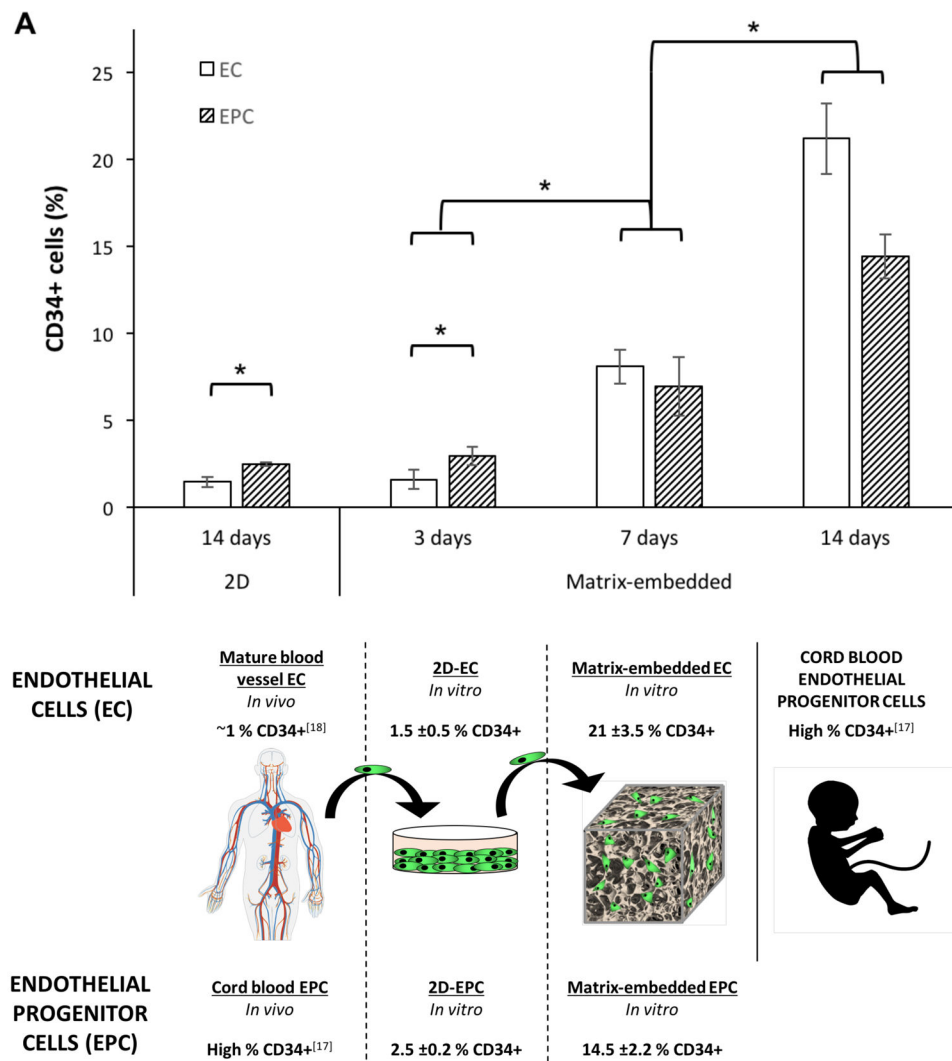 A
EC
EPC
CD34+ cells (%)
25
20
15
10
5
0
*
*
*
*
14 days
3 days
7 days
14 days
2D
Matrix-embedded
ENDOTHELIAL
CELLS (EC)
Mature blood
vessel EC
In vivo
~1 % CD34+[18]
2D-EC
In vitro
1.5 ±0.5 % CD34+
Matrix-embedded EC
In vitro
21 ±3.5 % CD34+
CORD BLOOD
ENDOTHELIAL
PROGENITOR CELLS
High % CD34+[17]
ENDOTHELIAL
PROGENITOR
CELLS (EPC)
Cord blood EPC
In vivo
High % CD34+[17]
2D-EPC
In vitro
2.5 ±0.2 % CD34+
Matrix-embedded EPC
In vitro
14.5 ±2.2 % CD34+